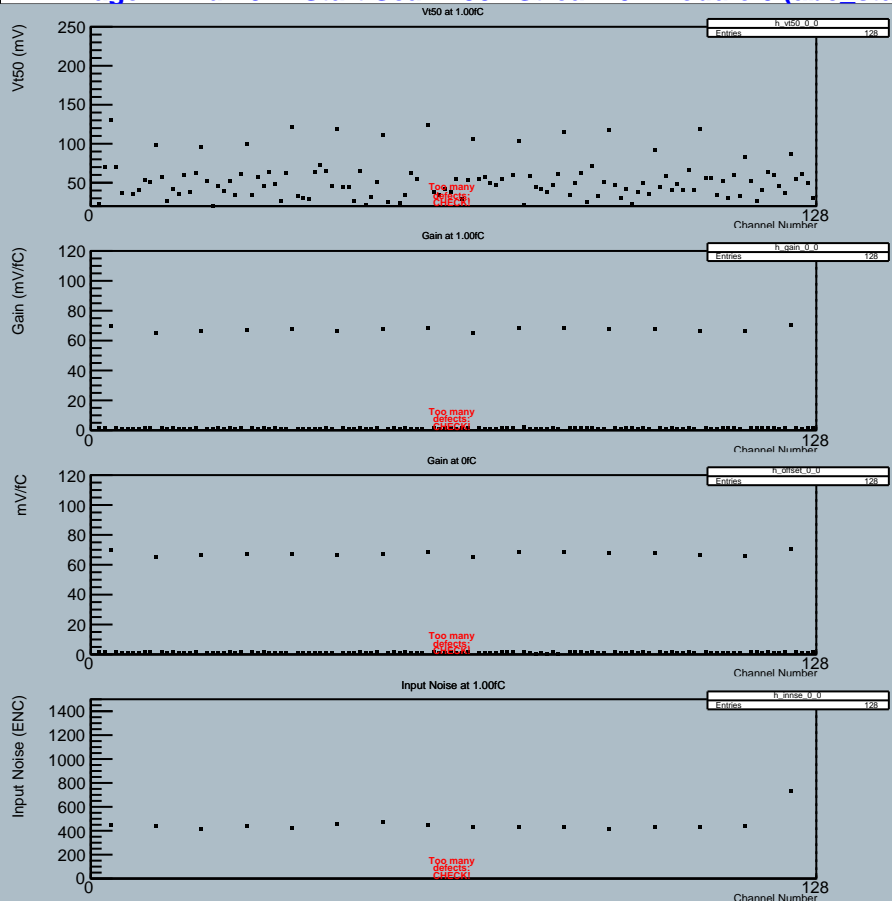 Vt50 at 1.00fC
h_vt50_0_0
Entries 128
Vt50 (mV)
250
200
150
100
50
0
128
Channel Number
Too many
defects:
CHECK!
Gain at 1.00fC
h_gain_0_0
Entries 128
Gain (mV/fC)
120
100
80
60
40
20
0
0
128
Channel Number
Too many
defects:
CHECK!
Gain at 0fC
h_offset_0_0
Entries 128
mV/fC
120
100
80
60
40
20
0
0
128
Channel Number
Too many
defects:
CHECK!
Input Noise at 1.00fC
h_innse_0_0
Entries 128
Input Noise (ENC)
1400
1200
1000
800
600
400
200
0
0
128
Channel Number
Too many
defects:
CHECK!